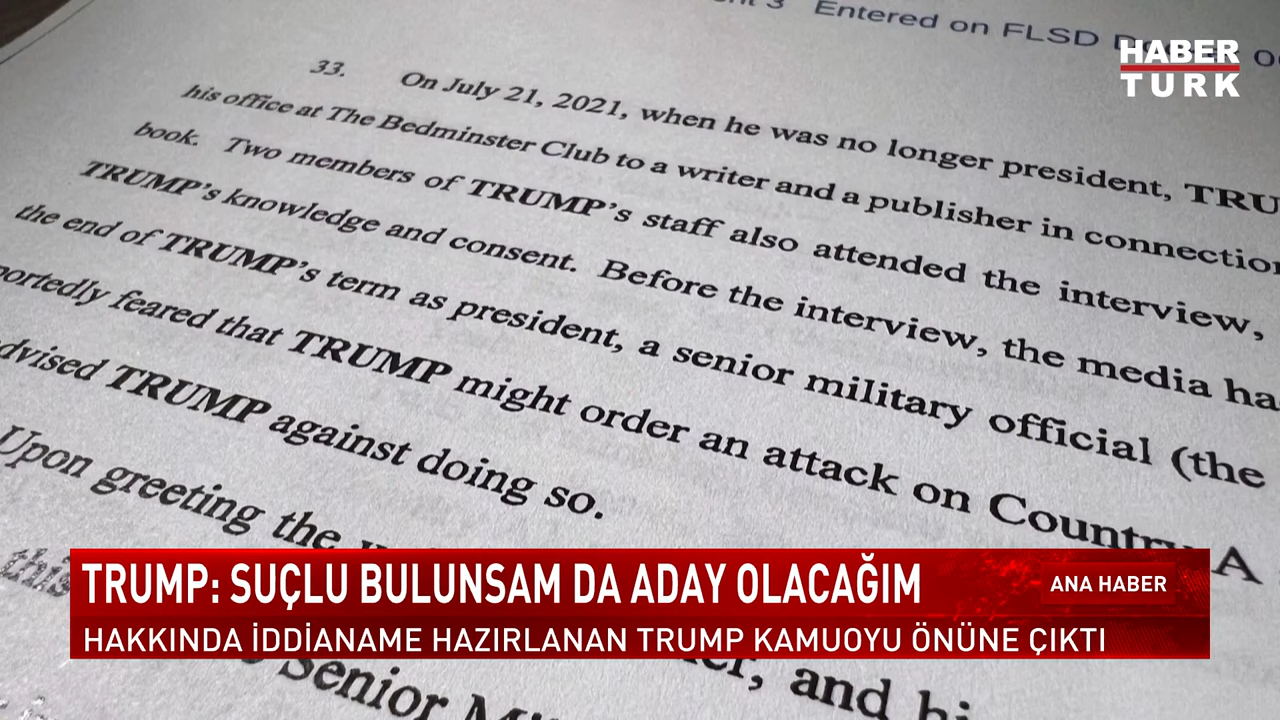 Entered on FLSD
HABER
TURK
33. On July 21, 2021, when he was no longer president,
his office at The Bedminster Club to a writer and a publisher in connection
book. Two members of TRUMP's staff also attended the interview,
TRUMP's knowledge and consent. Before the interview, the media
the end of TRUMP's term as president, a senior military official (the
feared that TRUMP might order an attack on Country A
TRUMP against doing so.
Upon greeting the
this
Senior
and
TRUMP: SUÇLU BULUNSAM DA ADAY OLACAĞIM
ANA HABER
HAKKINDA İDDİANAME HAZIRLANAN TRUMP KAMUOYU ÖNÜNE ÇIKTI